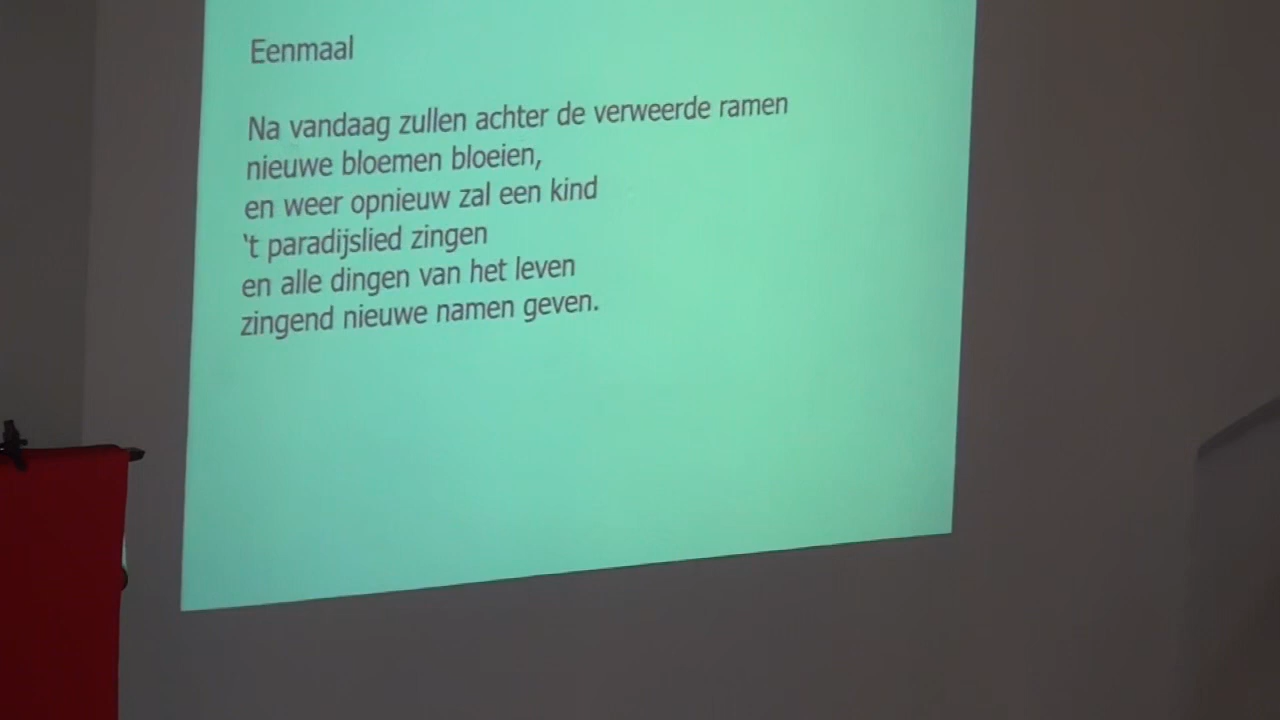 Eenmaal
Na vandaag zullen achter de verweerde ramen
nieuwe bloemen bloeien,
en weer opnieuw zal een kind
‘t paradijslied zingen
en alle dingen van het leven
zingend nieuwe namen geven.